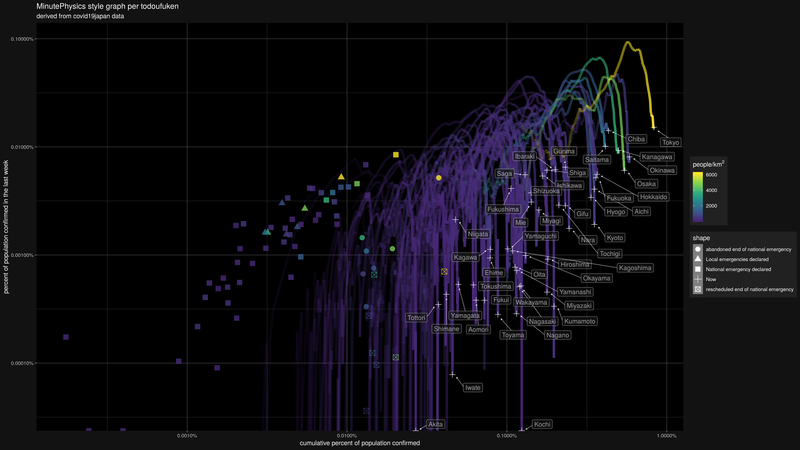 MinutePhysics style graph per todoufuken
derived from covid19japan data
percent of population confirmed in the last week
0.10000%
0.01000%
0.00100%
0.00010%
Tokyo
Chiba
Kanagawa
Saitama
Okinawa
Osaka
Gunma
Ibaraki
Shiga
Saga
Ishikawa
Shizuoka
Hokkaido
Fukuoka
Aichi
Hyogo
Fukushima
Gifu
Mie
Miyagi
Niigata
Yamaguchi
Nara
Kyoto
Tochigi
Kagawa
Hiroshima
Kagoshima
Ehime
Oita
Okayama
Tokushima
Yamanashi
Fukui
Wakayama
Miyazaki
Tottori
Yamagata
Nagasaki
Kumamoto
Shimane
Aomori
Toyama
Nagano
Iwate
Akita
Kochi
0.0010%
0.0100%
0.1000%
1.0000%
cumulative percent of population confirmed
people/km²
6000
4000
2000
shape
abandoned end of national emergency
Local emergencies declared
National emergency declared
Now
rescheduled end of national emergency